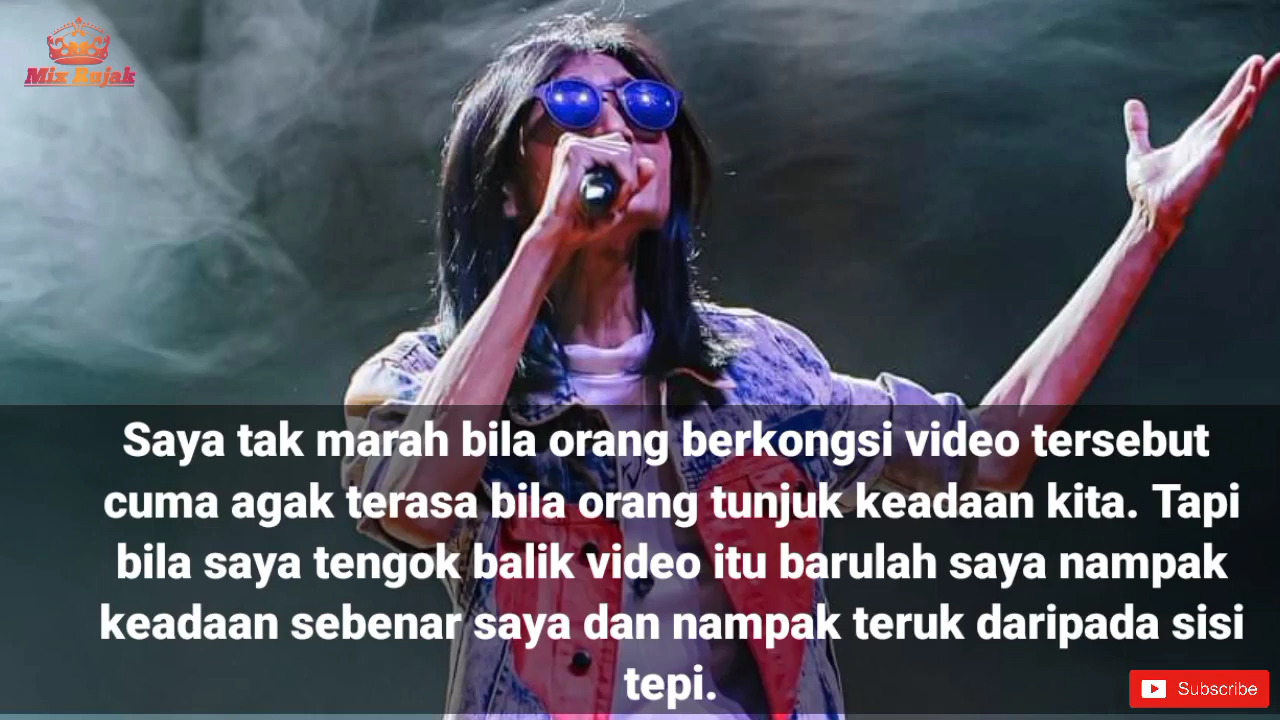 Mix Rojak
Saya tak marah bila orang berkongsi video tersebut
cuma agak terasa bila orang tunjuk keadaan kita. Tapi
bila saya tengok balik video itu barulah saya nampak
keadaan sebenar saya dan nampak teruk daripada sisi
tepi.
Subscribe